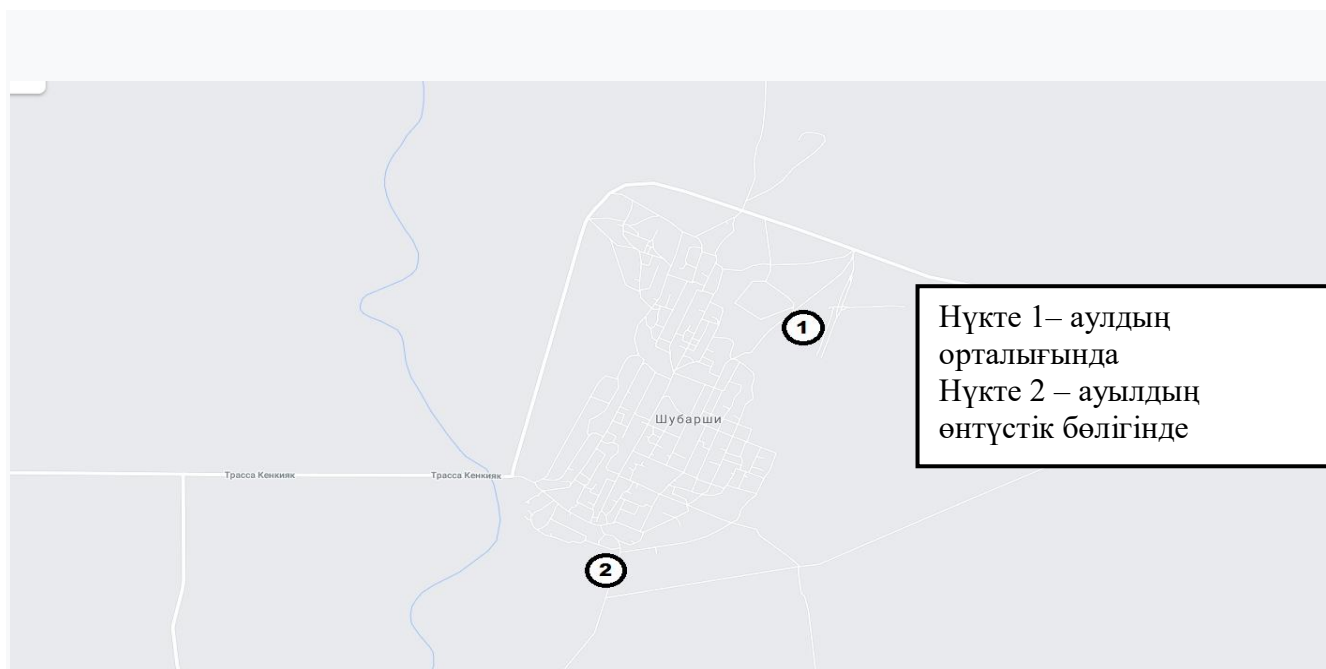 1
Нүкте 1– аулдың
орталығында
Нүкте 2 – ауылдың
өнтүстік бөлігінде
Шубарши
Трасса Кенкияк
Трасса Кенкияк
2